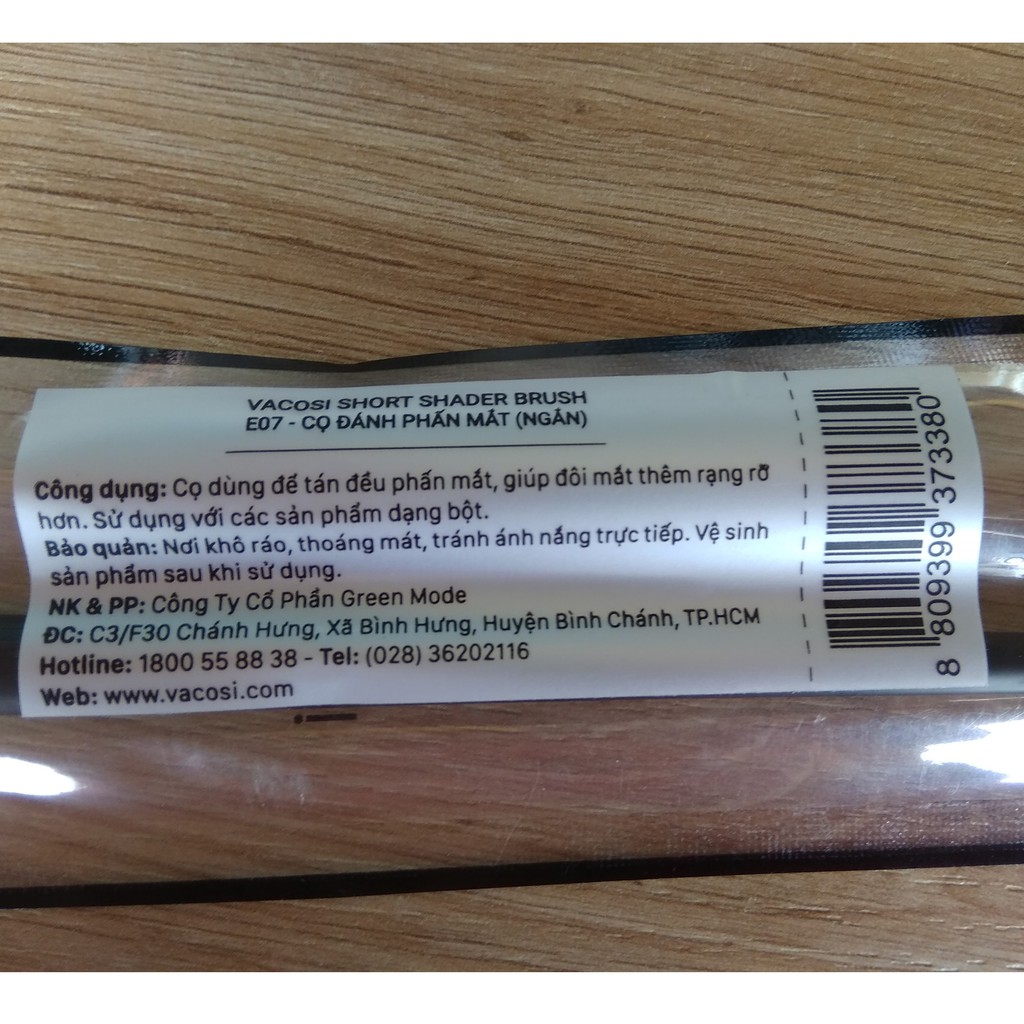 VACOSI SHORT SHADER BRUSH
E07 - CỌ ĐÁNH PHẤN MẮT (NGẮN)
Công dụng: Cọ dùng để tán đều phấn mắt, giúp đôi mắt thêm rạng rỡ
hơn. Sử dụng với các sản phẩm dạng bột.
Bảo quản: Nơi khô ráo, thoáng mát, tránh ánh nắng trực tiếp. Vệ sinh
sản phẩm sau khi sử dụng.
NK & PP: Công Ty Cổ Phần Green Mode
ĐC: C3/F30 Chánh Hưng, Xã Bình Hưng, Huyện Bình Chánh, TP.HCM
Hotline: 1800 55 88 38 - Tel: (028) 36202116
Web: www.vacosi.com
8 809399 373380